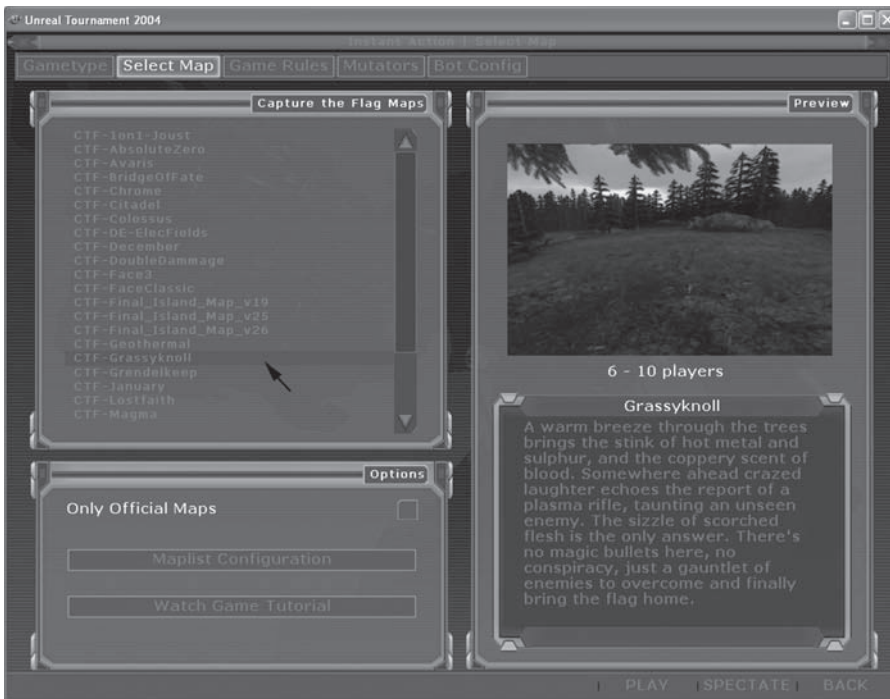 Unreal Tournament 2004
Instant Action | Select Map
Gametype Select Map Game Rules Mutators Bot Config
Capture the Flag Maps
CTF-1on1-Joust
CTF-AbsoluteZero
CTF-Avaris
CTF-BridgeOfFate
CTF-Chrome
CTF-Citadel
CTF-Colossus
CTF-DE-ElecFields
CTF-December
CTF-DoubleDammage
CTF-Face3
CTF-FaceClassic
CTF-Final_Island_Map_v19
CTF-Final_Island_Map_v25
CTF-Final_Island_Map_v26
CTF-Geothermal
CTF-Grassyknoll
CTF-Grendelkeep
CTF-January
CTF-Lostfaith
CTF-Magma
Options
Only Official Maps
Maplist Configuration
Watch Game Tutorial
Preview
6 - 10 players
Grassyknoll
A warm breeze through the trees
brings the stink of hot metal and
sulphur, and the coppery scent of
blood. Somewhere ahead crazed
laughter echoes the report of a
plasma rifle, taunting an unseen
enemy. The sizzle of scorched
flesh is the only answer. There's
no magic bullets here, no
conspiracy, just a gauntlet of
enemies to overcome and finally
bring the flag home.
PLAY SPECTATE BACK